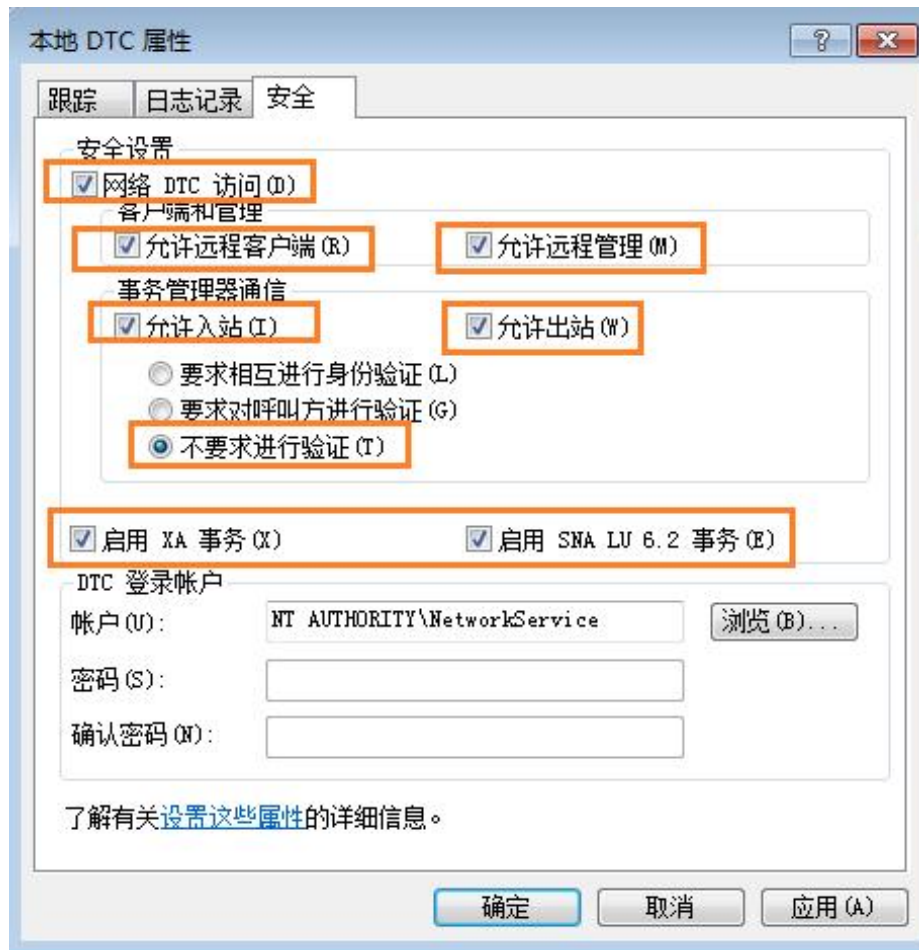 本地 DTC 属性
跟踪 日志记录 安全
安全设置
网络 DTC 访问(D)
客户端和管理
允许远程客户端(R) 允许远程管理(M)
事务管理器通信
允许入站(I) 允许出站(W)
要求相互进行身份验证(L)
要求对呼叫方进行验证(G)
不要求进行验证(T)
启用 XA 事务(X) 启用 SNA LU 6.2 事务(E)
DTC 登录帐户
帐户(U): NT AUTHORITY\NetworkService 浏览(B)...
密码(S):
确认密码(N):
了解有关设置这些属性的详细信息。
确定 取消 应用(A)